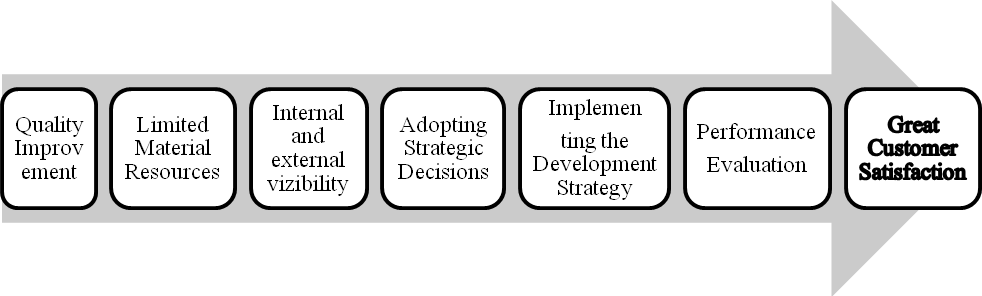 Quality
Improv
ement
Limited
Material
Resources
Internal
and
external
vizibility
Adopting
Strategic
Decisions
Implemen
ting the
Development
Strategy
Performance
Evaluation
Great
Customer
Satisfaction